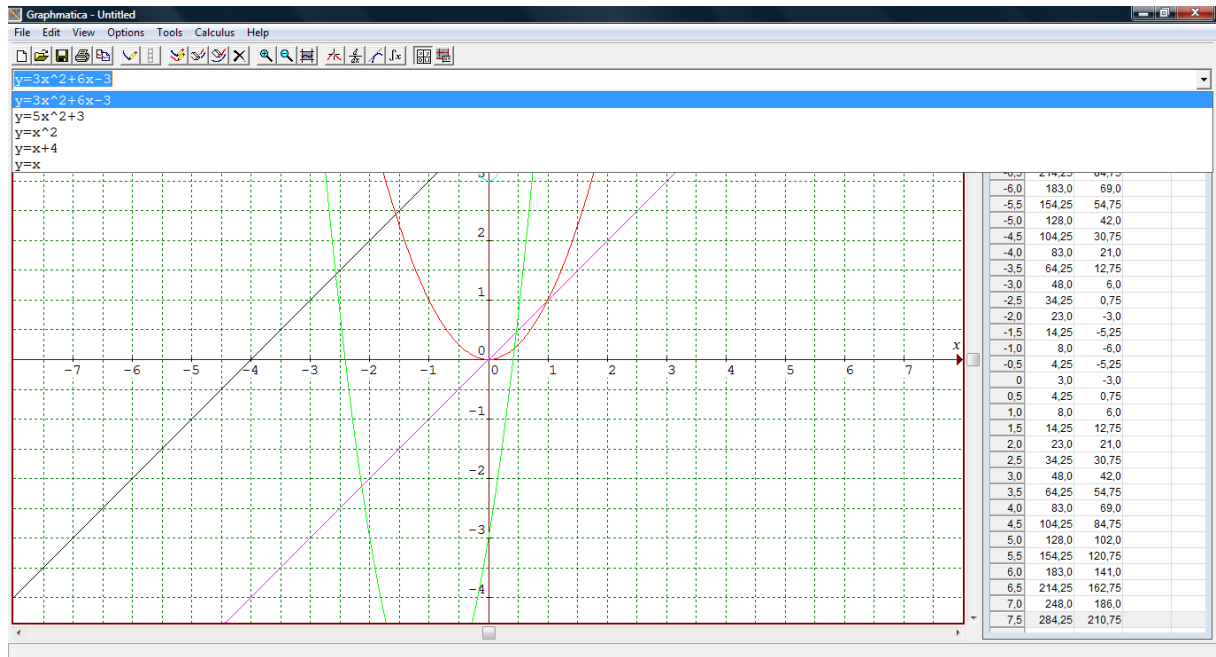 Graphmatica - Untitled
File Edit View Options Tools Calculus Help
y=3x^2+6x-3
y=3x^2+6x-3
y=5x^2+3
y=x^2
y=x+4
y=x
2
1
0
x
-7 -6 -5 -4 -3 -2 -1 0 1 2 3 4 5 6 7
-1
-2
-3
-4
-6,0 183,0 69,0
-5,5 154,25 54,75
-5,0 128,0 42,0
-4,5 104,25 30,75
-4,0 83,0 21,0
-3,5 64,25 12,75
-3,0 48,0 6,0
-2,5 34,25 0,75
-2,0 23,0 -3,0
-1,5 14,25 -5,25
-1,0 8,0 -6,0
-0,5 4,25 -5,25
0 3,0 -3,0
0,5 4,25 0,75
1,0 8,0 6,0
1,5 14,25 12,75
2,0 23,0 21,0
2,5 34,25 30,75
3,0 48,0 42,0
3,5 64,25 54,75
4,0 83,0 69,0
4,5 104,25 84,75
5,0 128,0 102,0
5,5 154,25 120,75
6,0 183,0 141,0
6,5 214,25 162,75
7,0 248,0 186,0
7,5 284,25 210,75